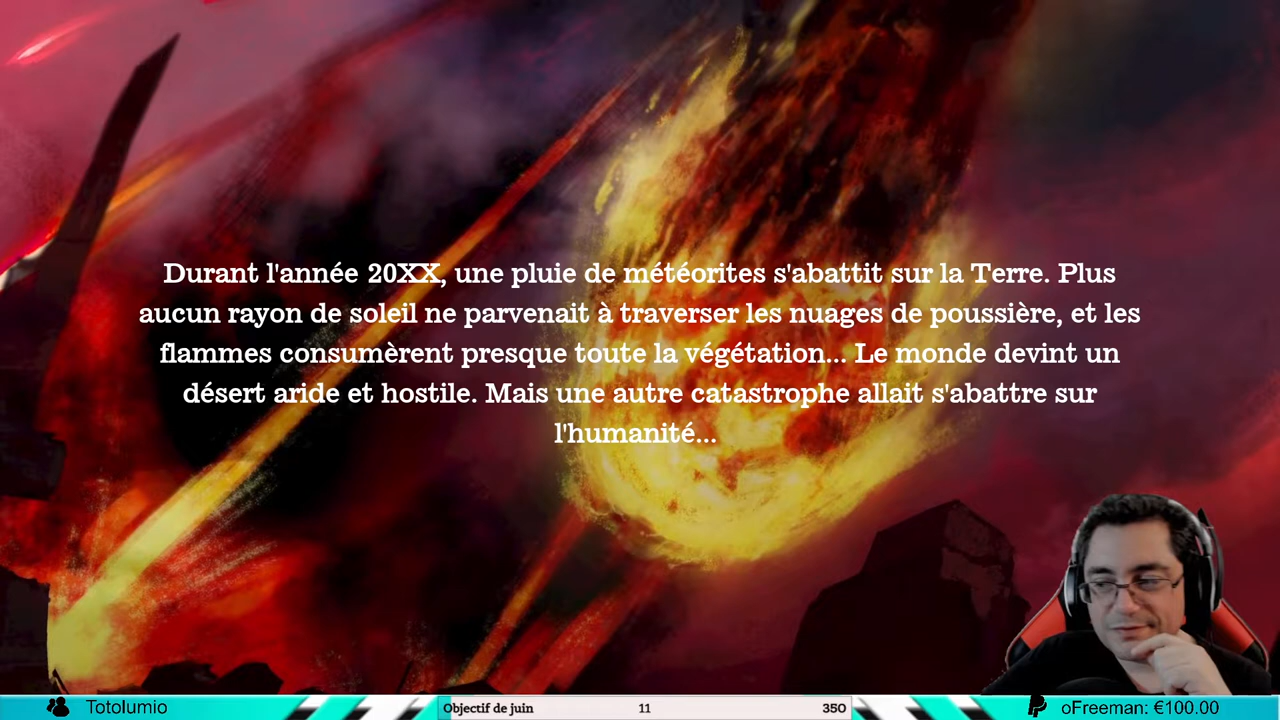 Durant l'année 20XX, une pluie de météorites s'abattit sur la Terre. Plus
aucun rayon de soleil ne parvenait à traverser les nuages de poussière, et les
flammes consumèrent presque toute la végétation... Le monde devint un
désert aride et hostile. Mais une autre catastrophe allait s'abattre sur
l'humanité...
Totolumio
Objectif de juin 11 350
oFreeman: €100.00